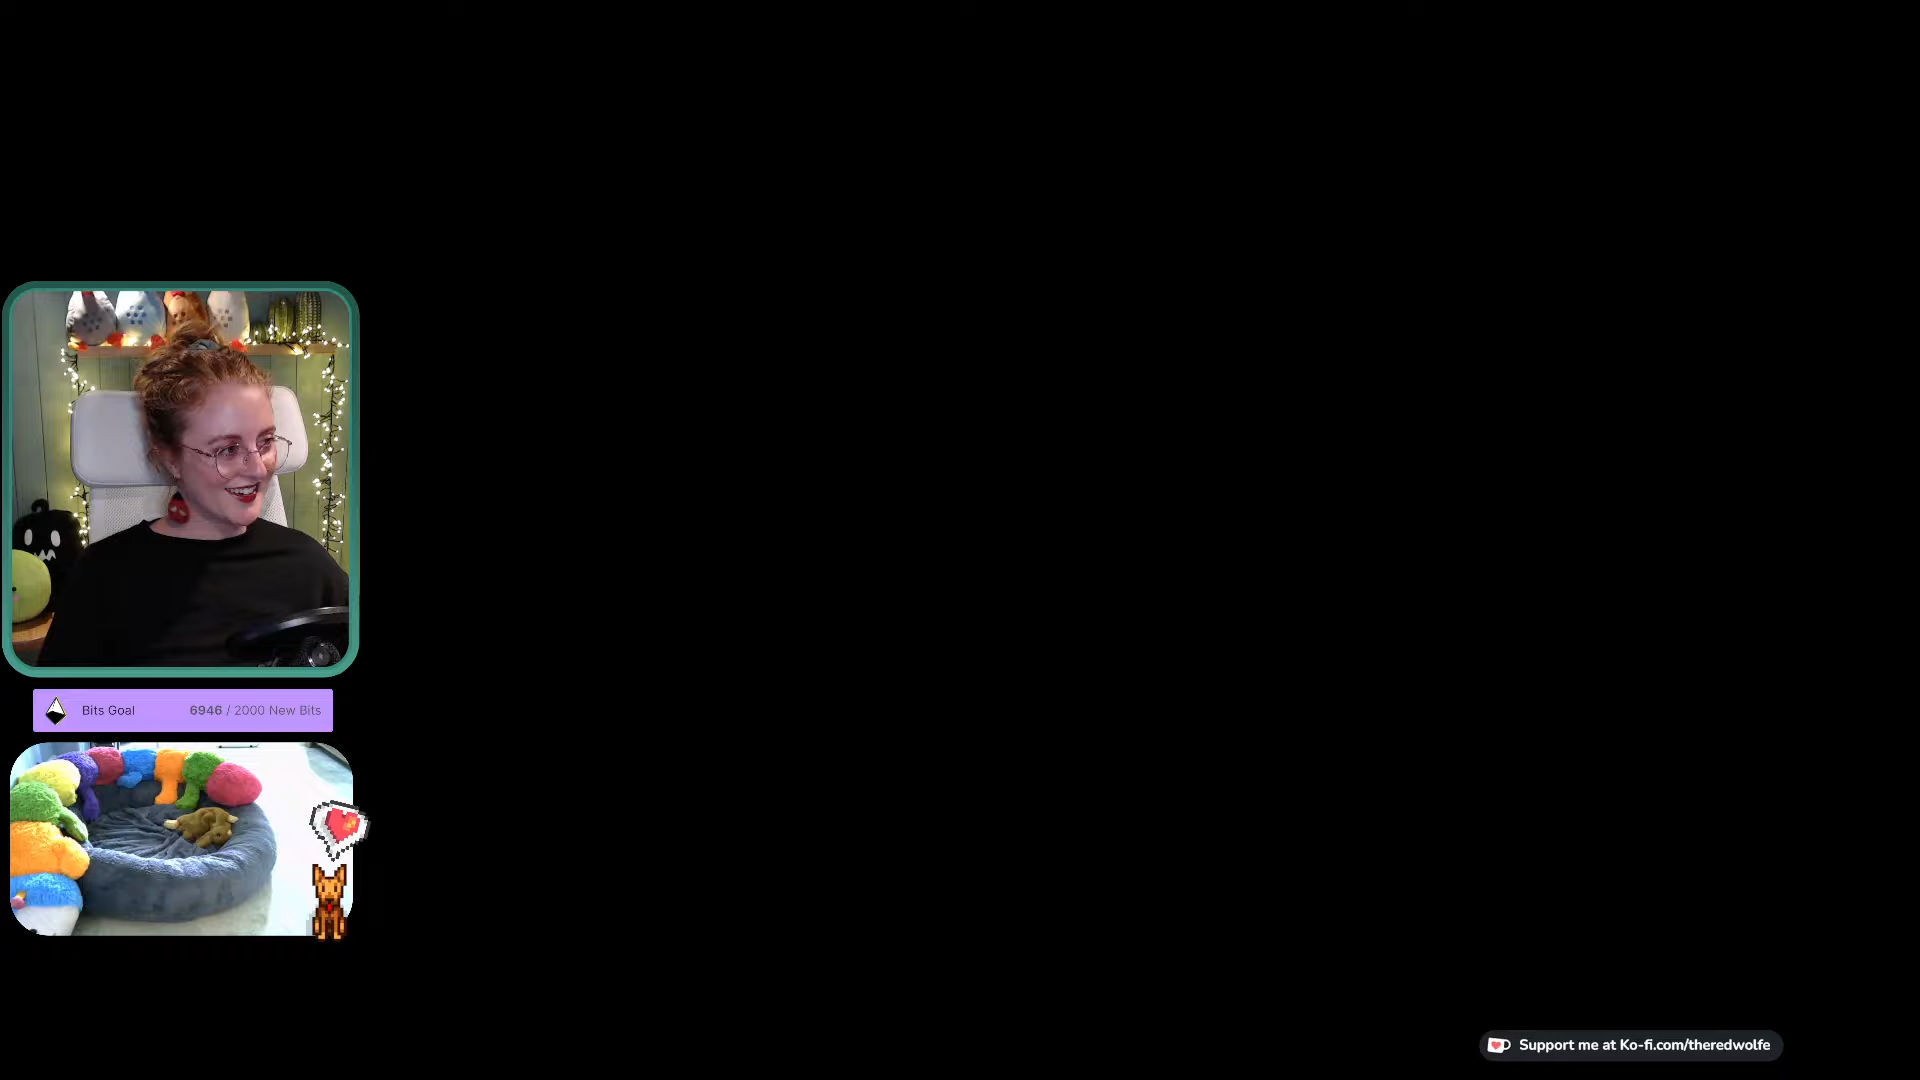 Bits Goal 6946 / 2000 New Bits
Support me at Ko-fi.com/theredwolfe